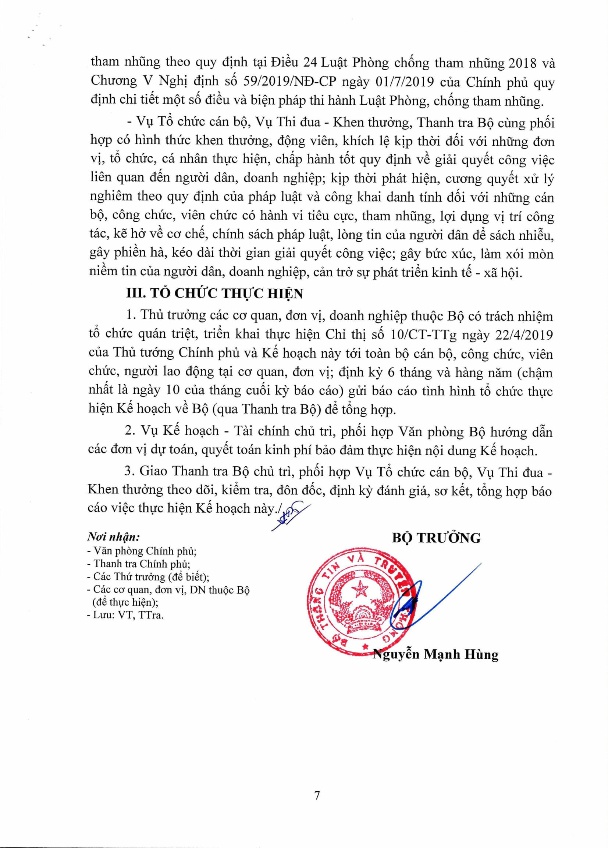 tham nhũng theo quy định tại Điều 24 Luật Phòng chống tham nhũng 2018 và
Chương V Nghị định số 59/2019/NĐ-CP ngày 01/7/2019 của Chính phủ quy
định chi tiết một số điều và biện pháp thi hành Luật Phòng, chống tham nhũng.
- Vụ Tổ chức cán bộ, Vụ Thi đua - Khen thưởng, Thanh tra Bộ cùng phối
hợp có hình thức khen thưởng, động viên, khích lệ kịp thời đối với những đơn
vị, tổ chức, cá nhân thực hiện, chấp hành tốt quy định về giải quyết công việc
liên quan đến người dân, doanh nghiệp; kịp thời phát hiện, cương quyết xử lý
nghiêm theo quy định của pháp luật và công khai danh tính đối với những cán
bộ, công chức, viên chức có hành vi tiêu cực, tham nhũng, lợi dụng vị trí công
tác, kẽ hở về cơ chế, chính sách pháp luật, lòng tin của người dân để sách nhiễu,
gây phiền hà, kéo dài thời gian giải quyết công việc; gây bức xúc, làm xói mòn
niềm tin của người dân, doanh nghiệp, cản trở sự phát triển kinh tế - xã hội.
III. TỔ CHỨC THỰC HIỆN
1. Thủ trưởng các cơ quan, đơn vị, doanh nghiệp thuộc Bộ có trách nhiệm
tổ chức quán triệt, triển khai thực hiện Chỉ thị số 10/CT-TTg ngày 22/4/2019
của Thủ tướng Chính phủ và Kế hoạch này tới toàn bộ cán bộ, công chức, viên
chức, người lao động tại cơ quan, đơn vị; định kỳ 6 tháng và hàng năm (chậm
nhất là ngày 10 của tháng cuối kỳ báo cáo) gửi báo cáo tình hình tổ chức thực
hiện Kế hoạch về Bộ (qua Thanh tra Bộ) để tổng hợp.
2. Vụ Kế hoạch - Tài chính chủ trì, phối hợp Văn phòng Bộ hướng dẫn
các đơn vị dự toán, quyết toán kinh phí bảo đảm thực hiện nội dung Kế hoạch.
3. Giao Thanh tra Bộ chủ trì, phối hợp Vụ Tổ chức cán bộ, Vụ Thi đua -
Khen thưởng theo dõi, kiểm tra, đôn đốc, định kỳ đánh giá, sơ kết, tổng hợp báo
cáo việc thực hiện Kế hoạch này./.
Nơi nhận:
- Văn phòng Chính phủ;
- Thanh tra Chính phủ;
- Các Thứ trưởng (để biết);
- Các cơ quan, đơn vị, DN thuộc Bộ
(để thực hiện);
- Lưu: VT, TTra.
BỘ TRƯỞNG
BỘ THÔNG TIN VÀ TRUYỀN THÔNG
Nguyễn Mạnh Hùng
7